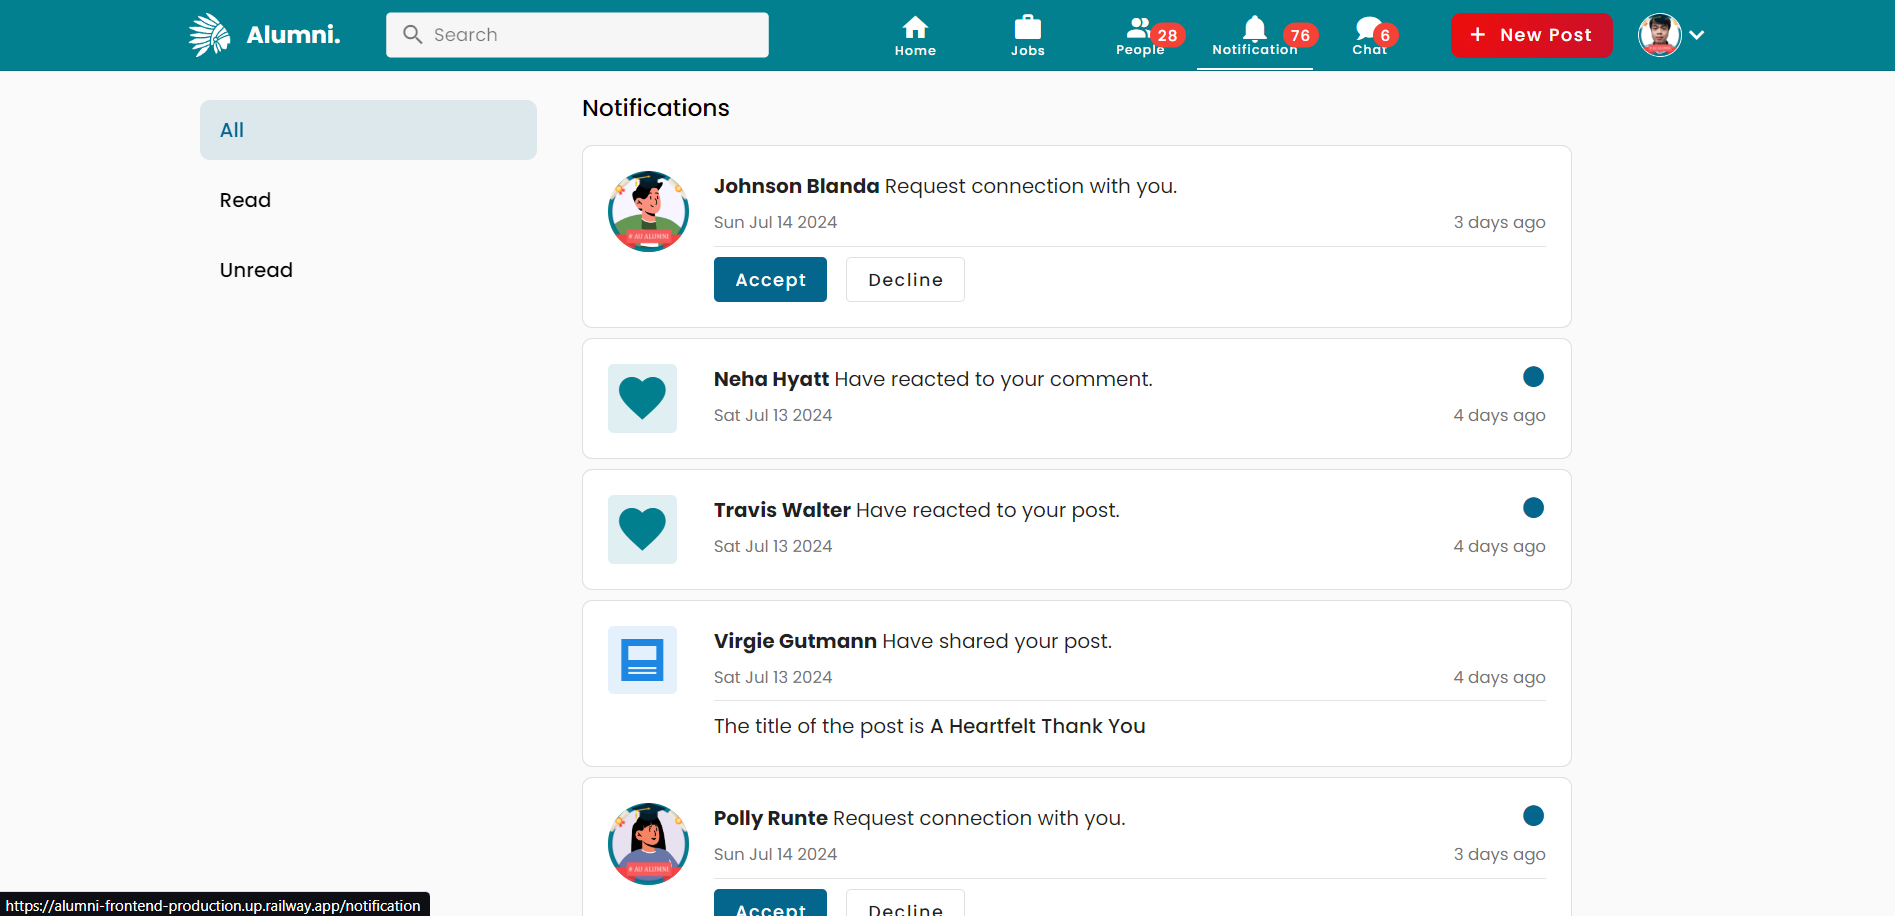 Alumni.
Search
Home
Jobs
People 28
Notification 76
Chat 6
+ New Post
All
Read
Unread
Notifications
Johnson Blanda Request connection with you.
Sun Jul 14 2024 3 days ago
Accept Decline
Neha Hyatt Have reacted to your comment.
Sat Jul 13 2024 4 days ago
Travis Walter Have reacted to your post.
Sat Jul 13 2024 4 days ago
Virgie Gutmann Have shared your post.
Sat Jul 13 2024 4 days ago
The title of the post is A Heartfelt Thank You
Polly Runte Request connection with you.
Sun Jul 14 2024 3 days ago
Accept Decline
# AU ALUMNI
# AU ALUMNI
https://alumni-frontend-production.up.railway.app/notification